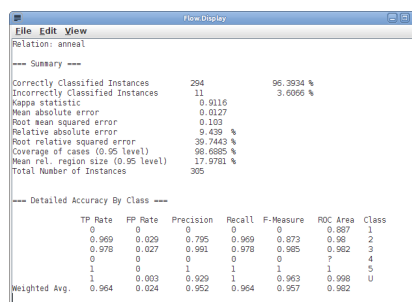 Flow.Display
File Edit View
Relation: anneal
=== Summary ===
Correctly Classified Instances 294 96.3934 %
Incorrectly Classified Instances 11 3.6066 %
Kappa statistic 0.9116
Mean absolute error 0.0127
Root mean squared error 0.103
Relative absolute error 9.439 %
Root relative squared error 39.7443 %
Coverage of cases (0.95 level) 98.6885 %
Mean rel. region size (0.95 level) 17.9781 %
Total Number of Instances 305
=== Detailed Accuracy By Class ===
TP Rate FP Rate Precision Recall F-Measure ROC Area Class
0 0 0 0 0 0.887 1
0.969 0.029 0.795 0.969 0.873 0.98 2
0.978 0.027 0.991 0.978 0.985 0.982 3
0 0 0 0 0 ? 4
1 0 1 1 1 1 5
1 0.003 0.929 1 0.963 0.998 U
Weighted Avg. 0.964 0.024 0.952 0.964 0.957 0.982